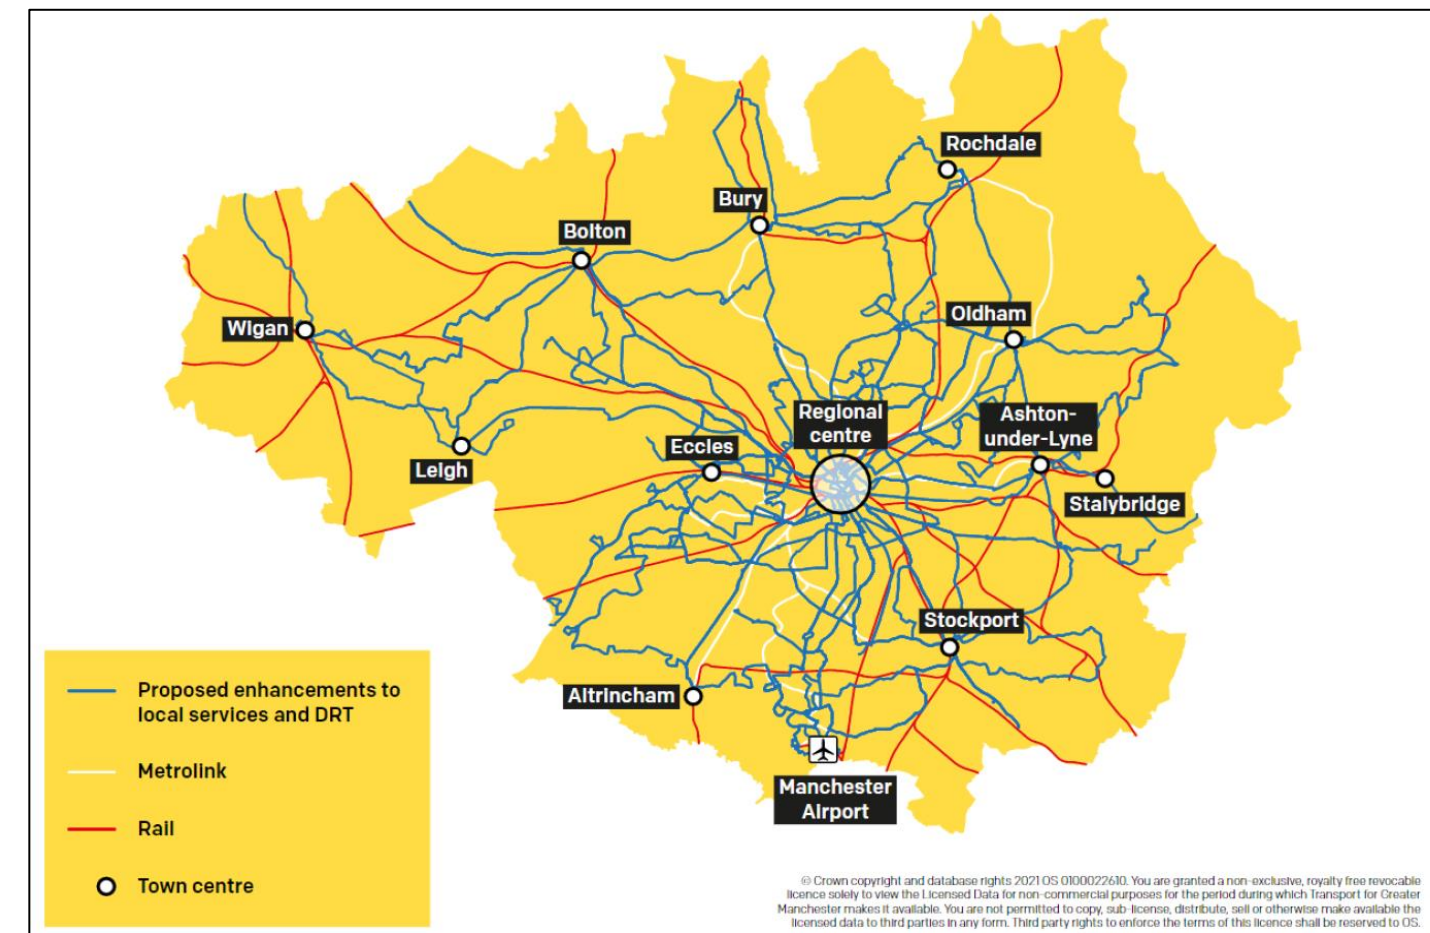 Rochdale
Bury
Bolton
Oldham
Wigan
Regional
centre
Ashton-
under-Lyne
Eccles
Leigh
Stalybridge
Stockport
Altrincham
Manchester
Airport
Proposed enhancements to
local services and DRT
Metrolink
Rail
Town centre
© Crown copyright and database rights 2021 OS 0100022610. You are granted a non-exclusive, royalty free revocable
licence solely to view the Licensed Data for non-commercial purposes for the period during which Transport for Greater
Manchester makes it available. You are not permitted to copy, sub-license, distribute, sell or otherwise make available the
licensed data to third parties in any form. Third party rights to enforce the terms of this licence shall be reserved to OS.